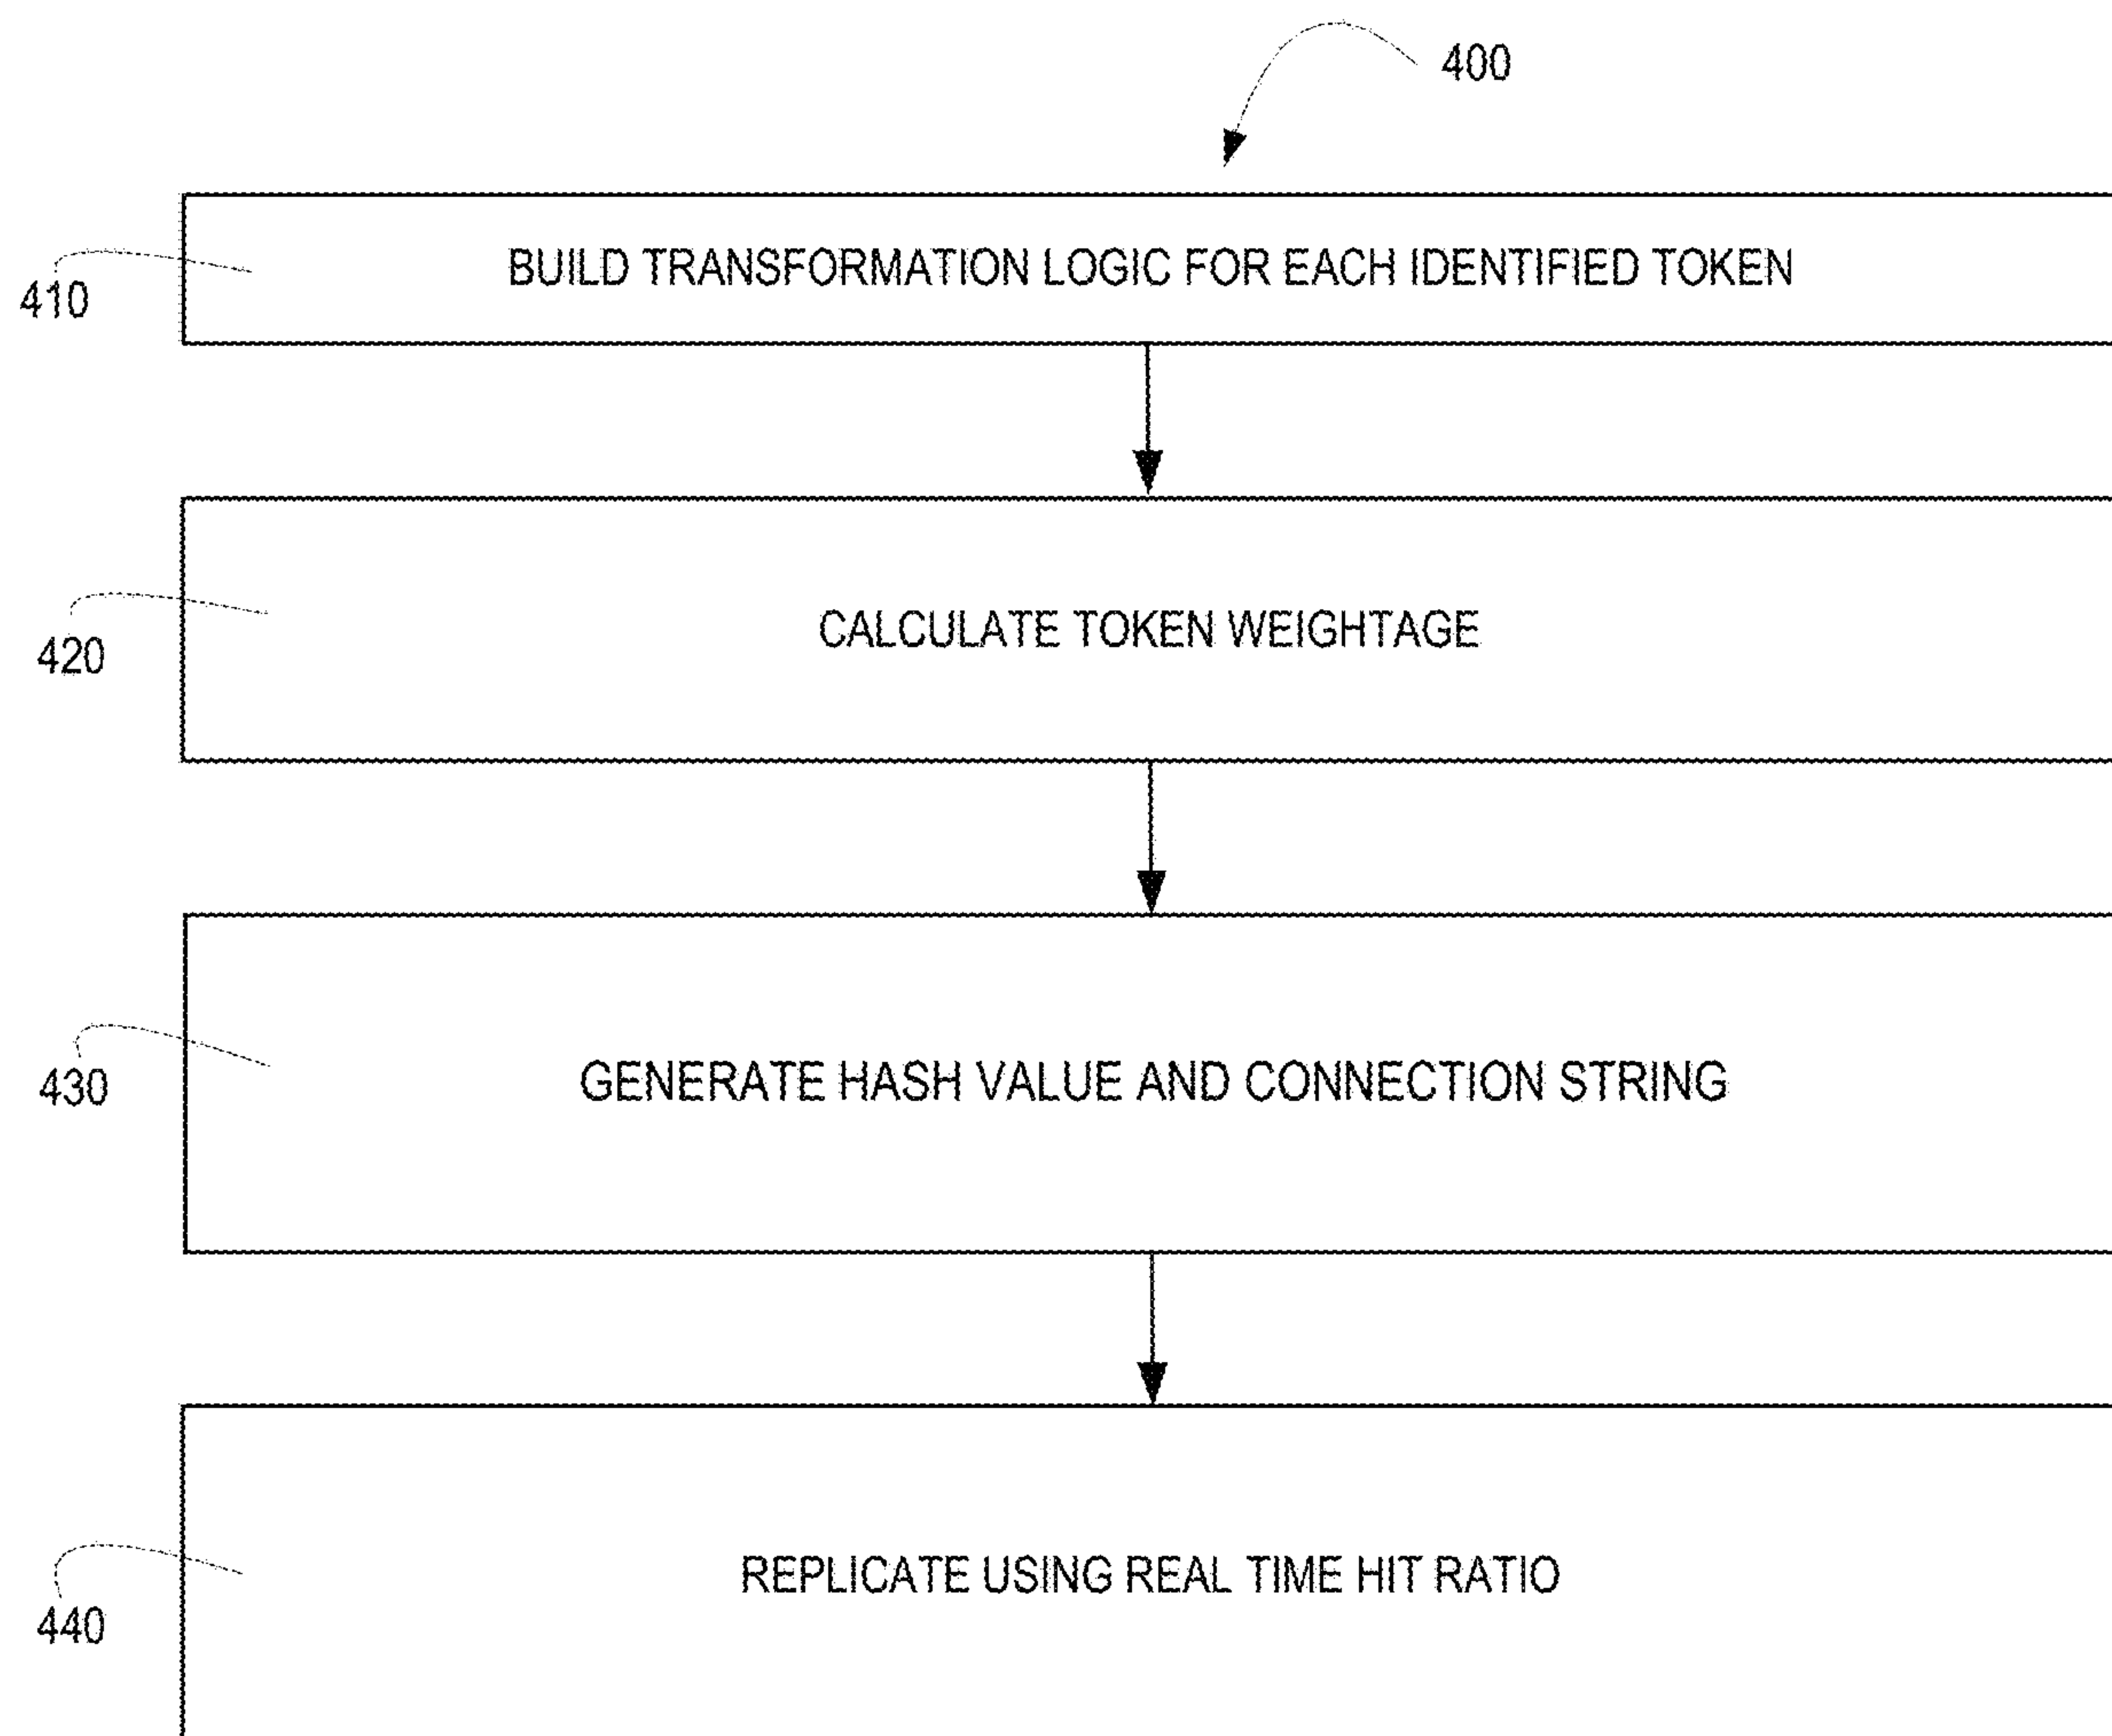 400
BUILD TRANSFORMATION LOGIC FOR EACH IDENTIFIED TOKEN
410
CALCULATE TOKEN WEIGHTAGE
420
GENERATE HASH VALUE AND CONNECTION STRING
430
REPLICATE USING REAL TIME HIT RATIO
440